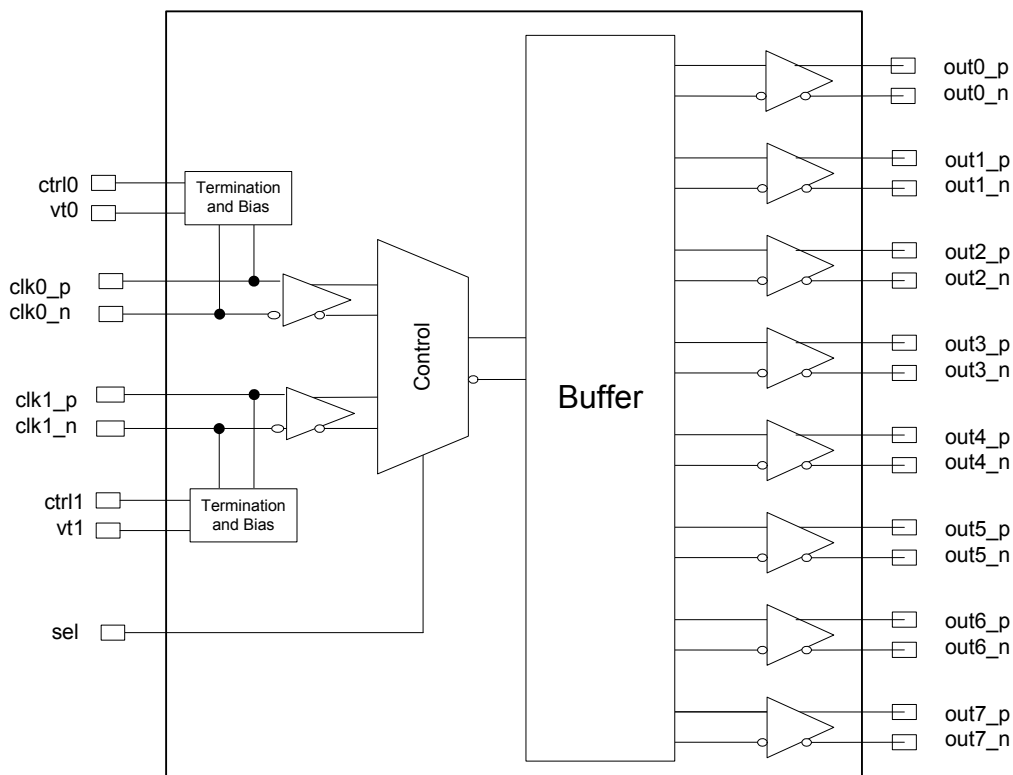 ctrl0
vt0
Termination
and Bias
clk0_p
clk0_n
clk1_p
clk1_n
ctrl1
vt1
Termination
and Bias
sel
Control
Buffer
out0_p
out0_n
out1_p
out1_n
out2_p
out2_n
out3_p
out3_n
out4_p
out4_n
out5_p
out5_n
out6_p
out6_n
out7_p
out7_n